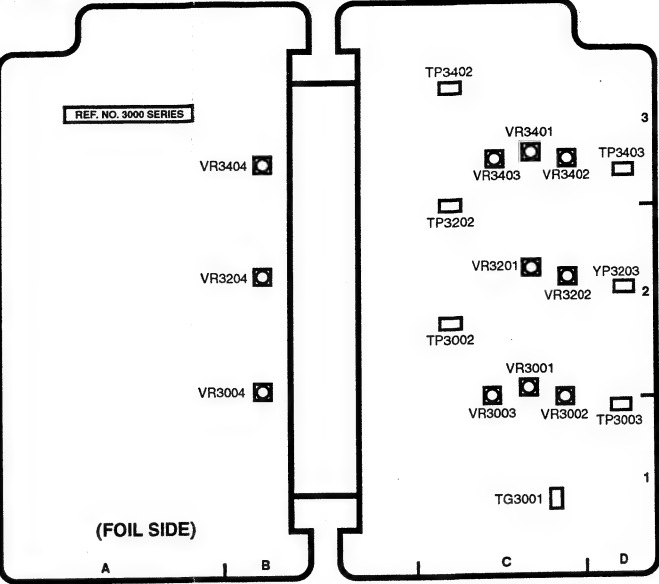 TP3402
REF. NO. 3000 SERIES
3
VR3401
VR3404
VR3403
VR3402
TP3403
TP3202
VR3204
VR3201
VR3202
YP3203
2
TP3002
VR3001
VR3004
VR3003
VR3002
TP3003
1
TG3001
(FOIL SIDE)
A
B
C
D